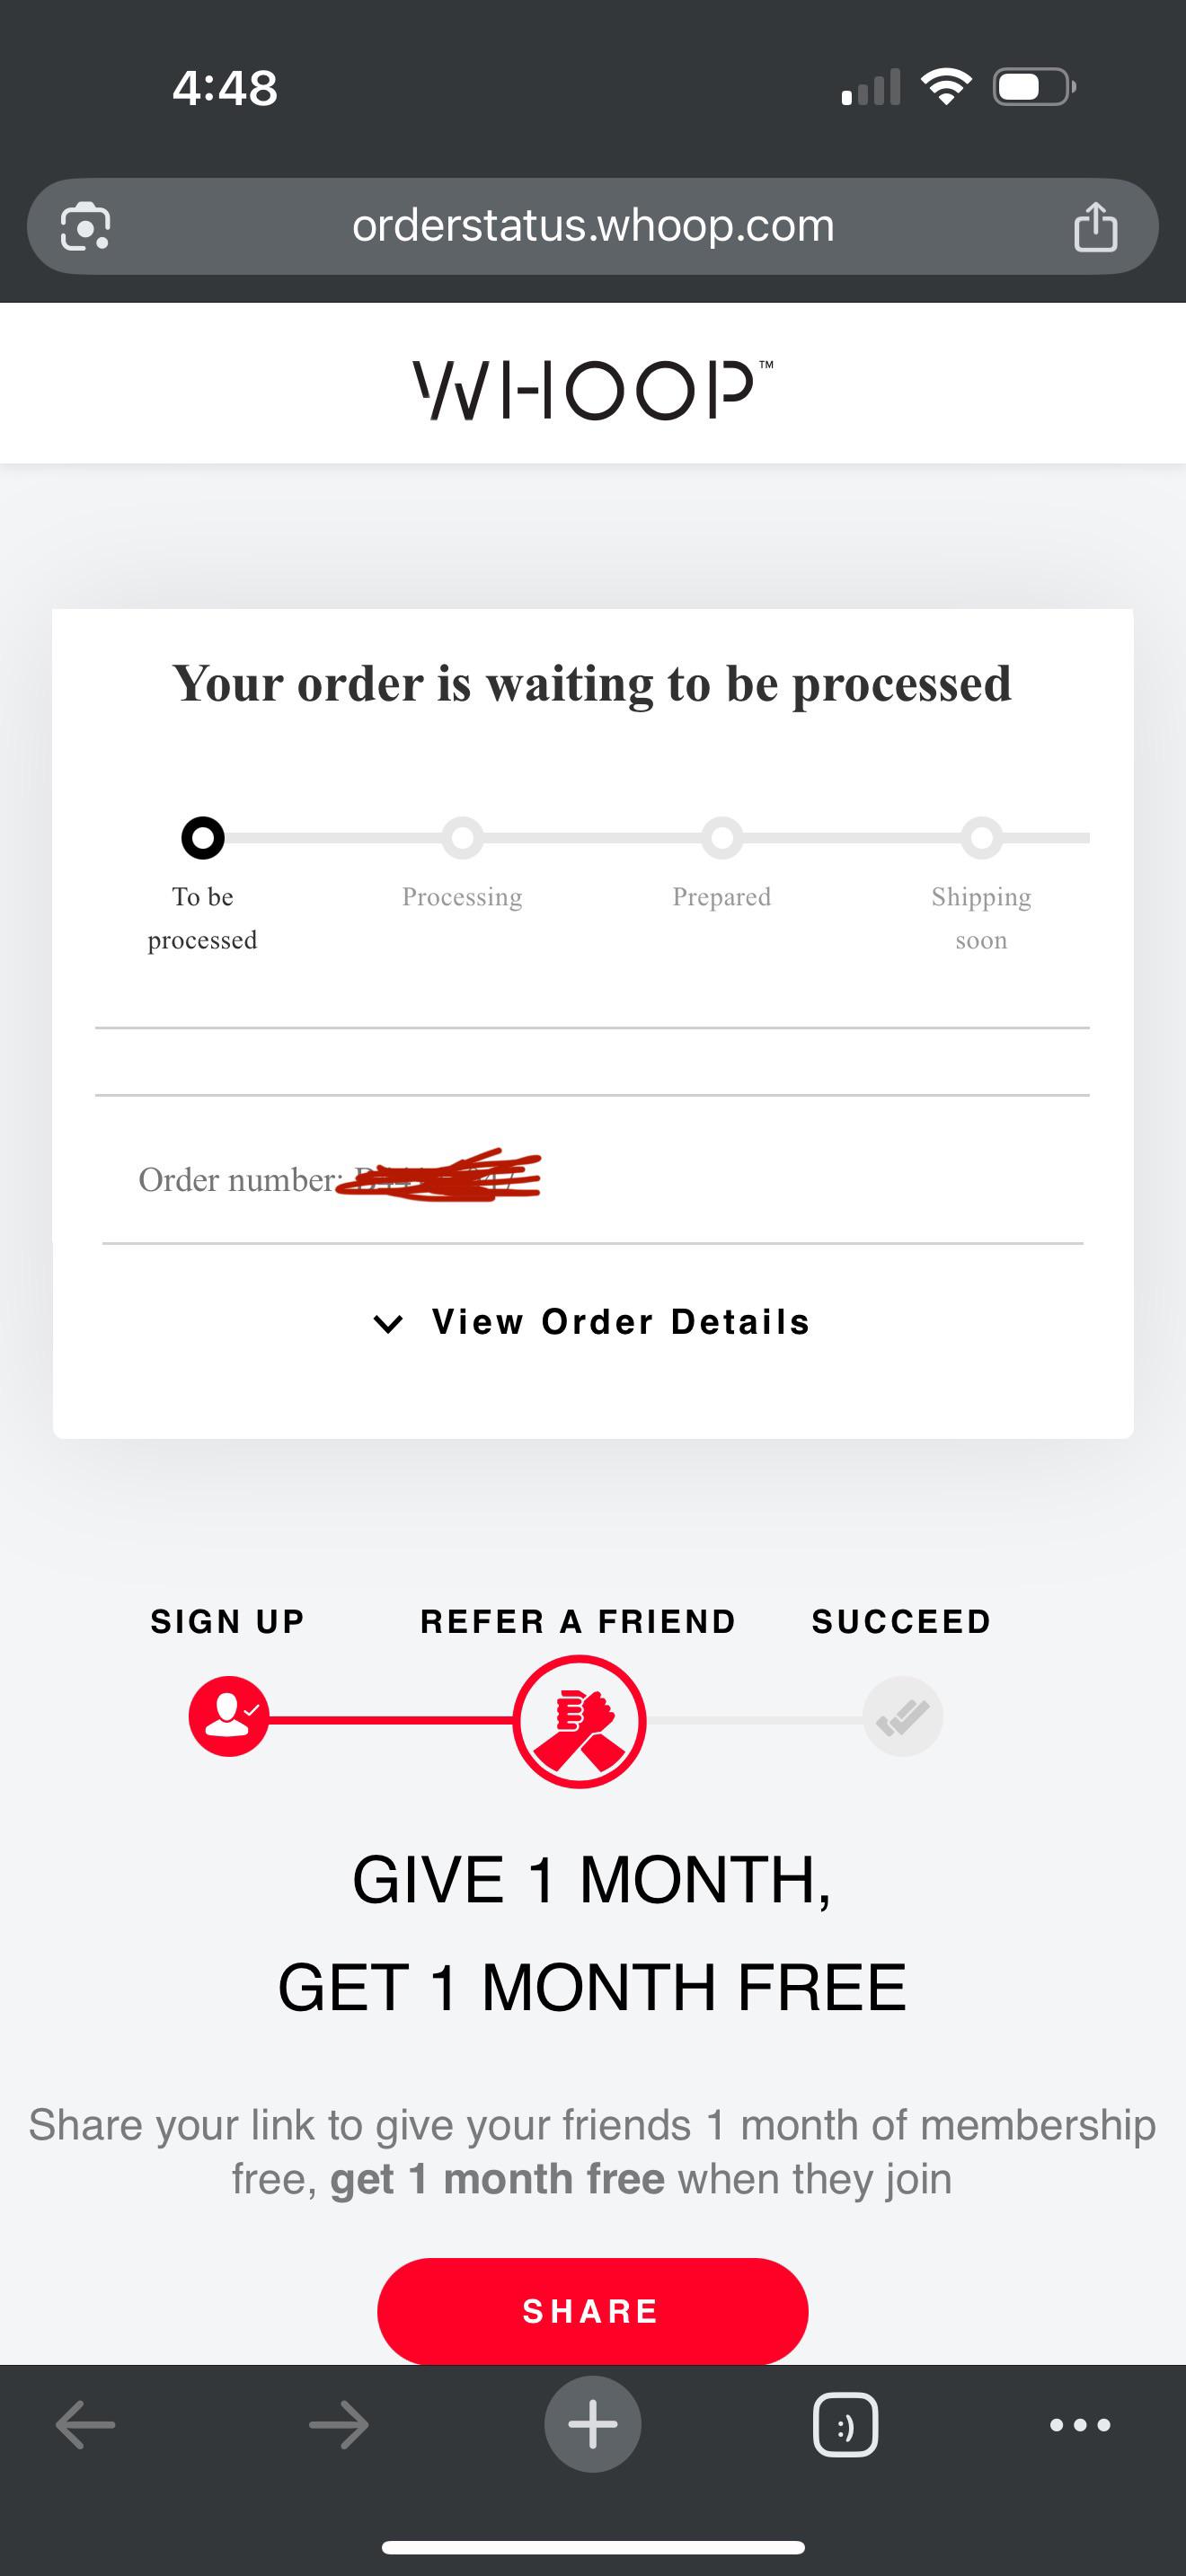 4:48
orderstatus.whoop.com
WHOOP™
Your order is waiting to be processed
To be
processed
Processing
Prepared
Shipping
soon
Order number:
View Order Details
SIGN UP
REFER A FRIEND
SUCCEED
GIVE 1 MONTH,
GET 1 MONTH FREE
Share your link to give your friends 1 month of membership
free, get 1 month free when they join
SHARE
:)